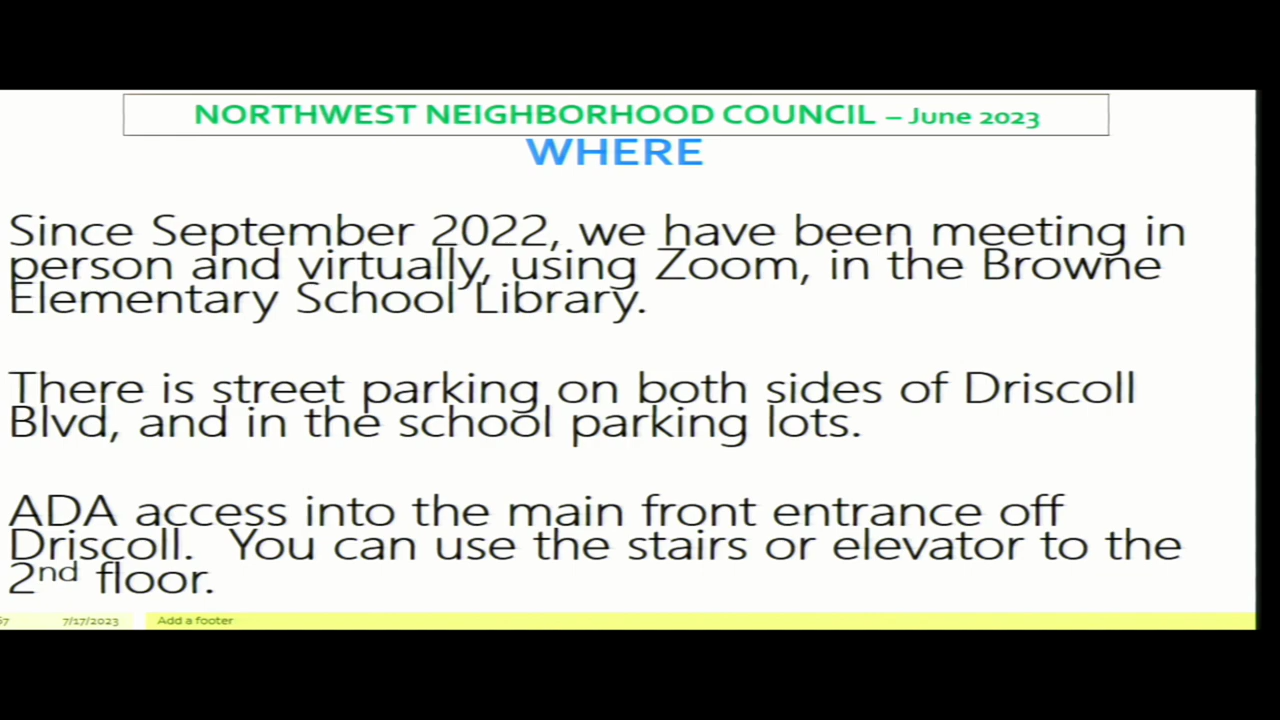 NORTHWEST NEIGHBORHOOD COUNCIL – June 2023
WHERE
Since September 2022, we have been meeting in
person and virtually, using Zoom, in the Browne
Elementary School Library.
There is street parking on both sides of Driscoll
Blvd, and in the school parking lots.
ADA access into the main front entrance off
Driscoll. You can use the stairs or elevator to the
2nd floor.
7/17/2023 Add a footer